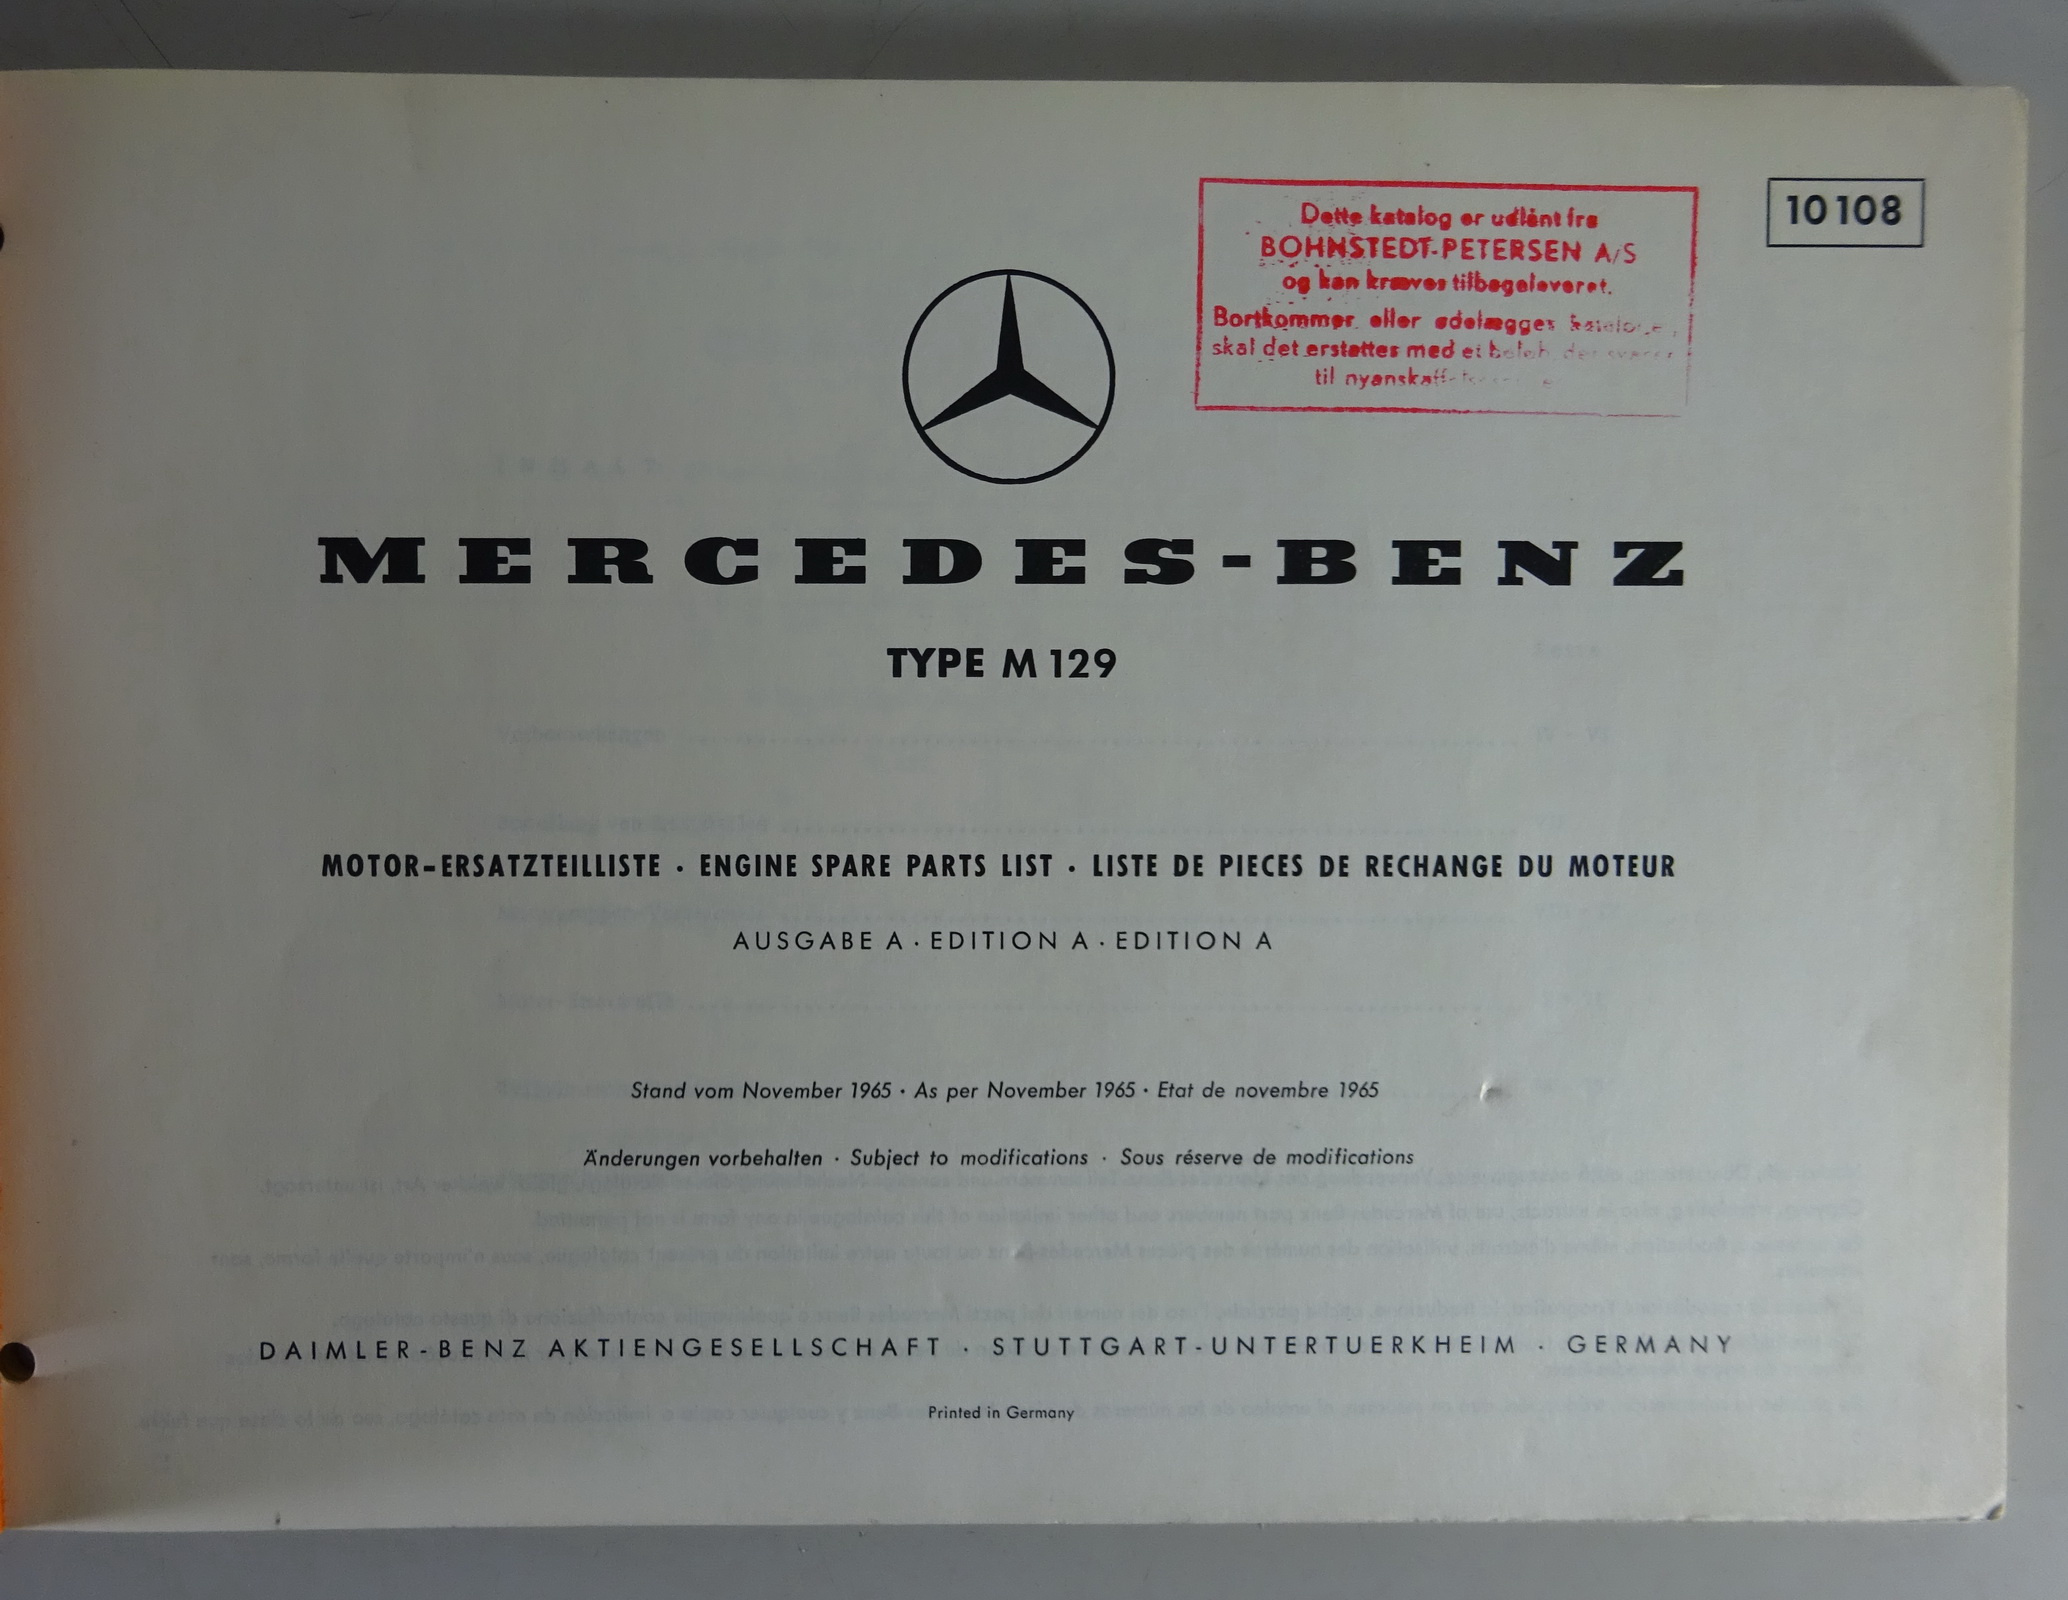 10108
Dette katalog er udlånt fra
BOHNSTEDT-PETERSEN A/S
og kan kræves tilbageleveret.
Bortkommer eller ødelægges
skal det erstattes med et
til
MERCEDES-BENZ
TYPE M 129
MOTOR-ERSATZTEILLISTE · ENGINE SPARE PARTS LIST · LISTE DE PIECES DE RECHANGE DU MOTEUR
AUSGABE A · EDITION A · EDITION A
Stand vom November 1965 · As per November 1965 · Etat de novembre 1965
Änderungen vorbehalten · Subject to modifications · Sous réserve de modifications
DAIMLER-BENZ AKTIENGESELLSCHAFT · STUTTGART-UNTERTUERKHEIM · GERMANY
Printed in Germany